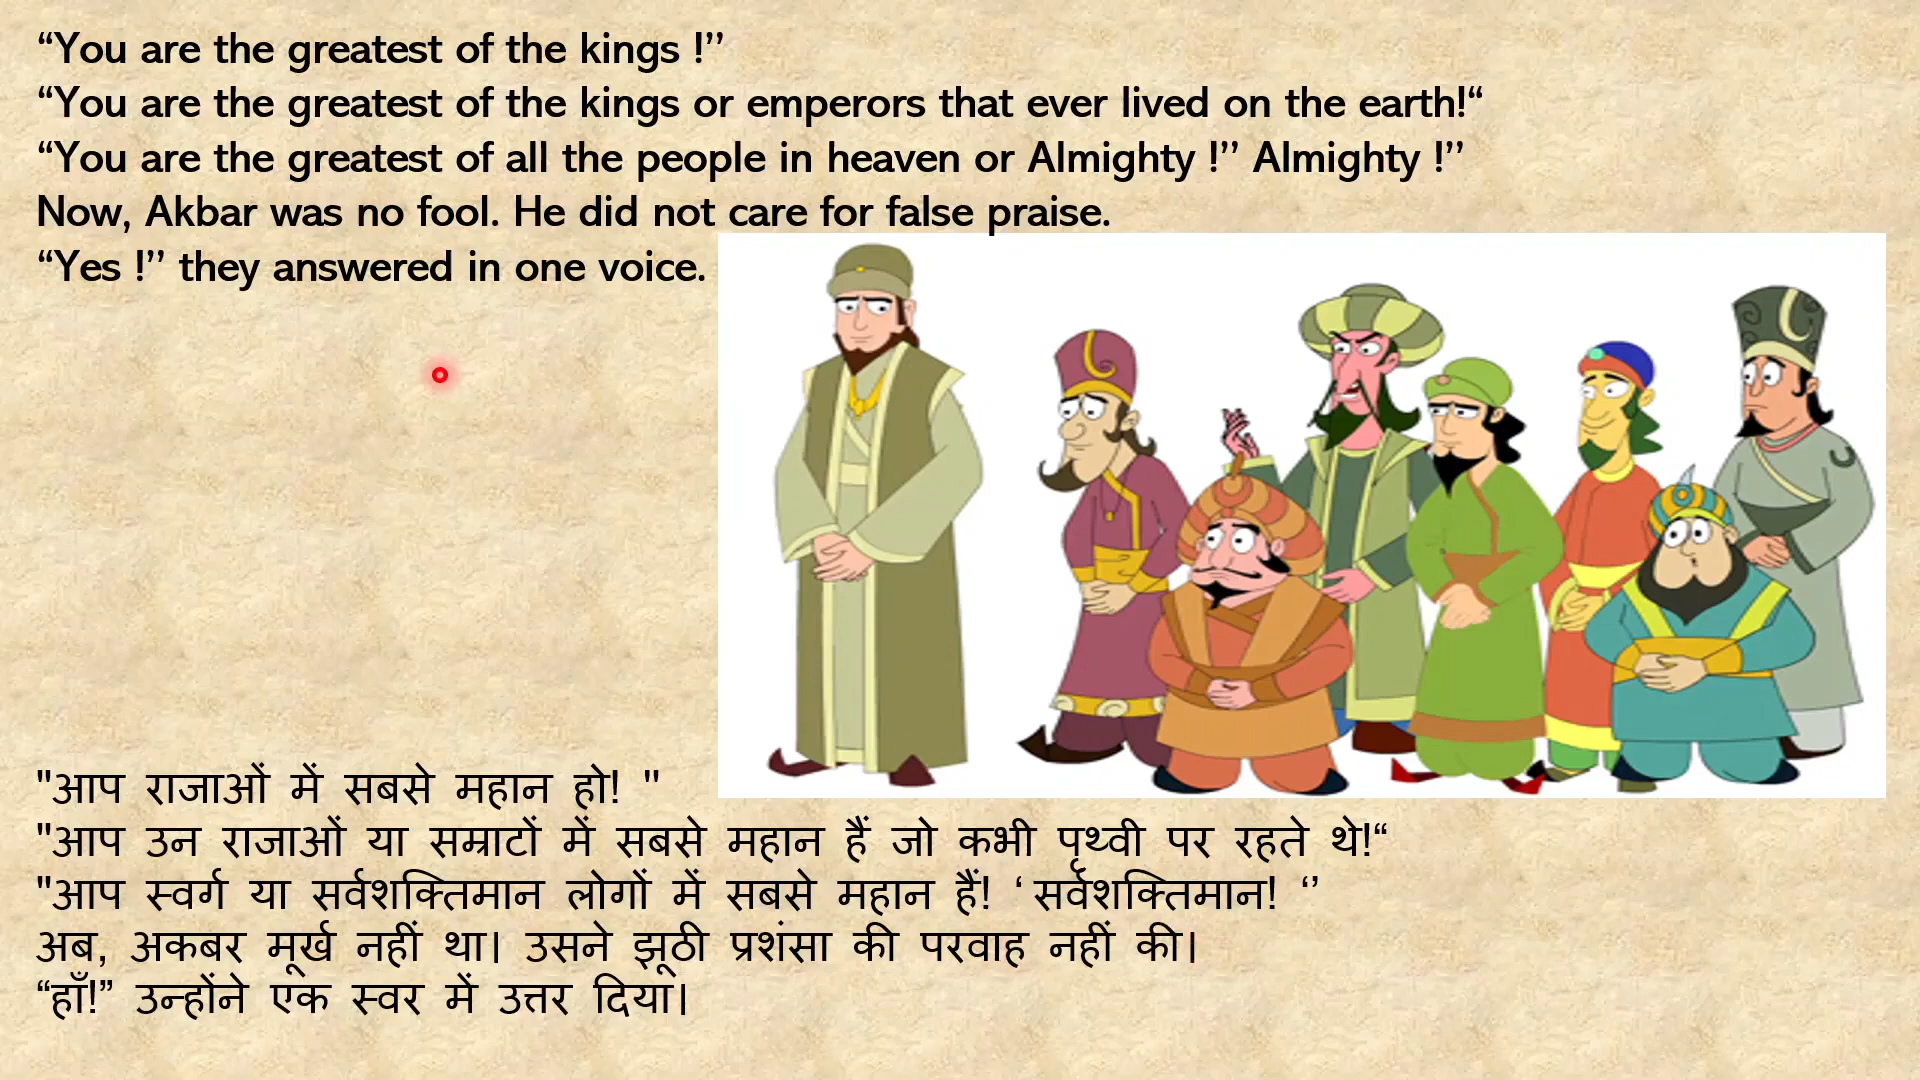 “You are the greatest of the kings !”
“You are the greatest of the kings or emperors that ever lived on the earth!“
“You are the greatest of all the people in heaven or Almighty !” Almighty !”
Now, Akbar was no fool. He did not care for false praise.
“Yes !” they answered in one voice.
"आप राजाओं में सबसे महान हो! "
"आप उन राजाओं या सम्राटों में सबसे महान हैं जो कभी पृथ्वी पर रहते थे!“
"आप स्वर्ग या सर्वशक्तिमान लोगों में सबसे महान हैं! ‘ सर्वशक्तिमान! ‘’
अब, अकबर मूर्ख नहीं था। उसने झूठी प्रशंसा की परवाह नहीं की।
“हाँ!” उन्होंने एक स्वर में उत्तर दिया।